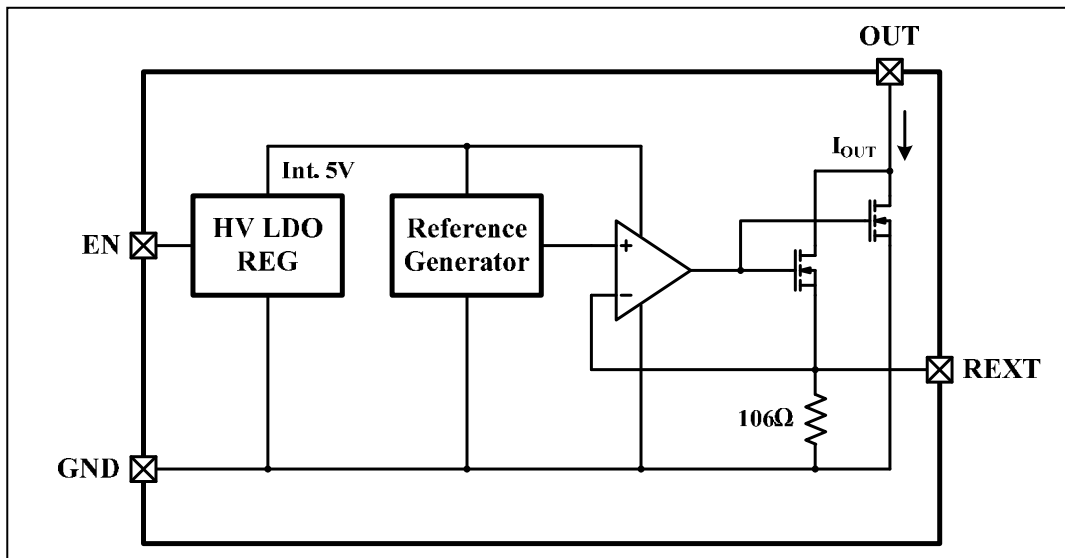 OUT
I_OUT
Int. 5V
HV LDO
REG
Reference
Generator
EN
+
−
REXT
106Ω
GND